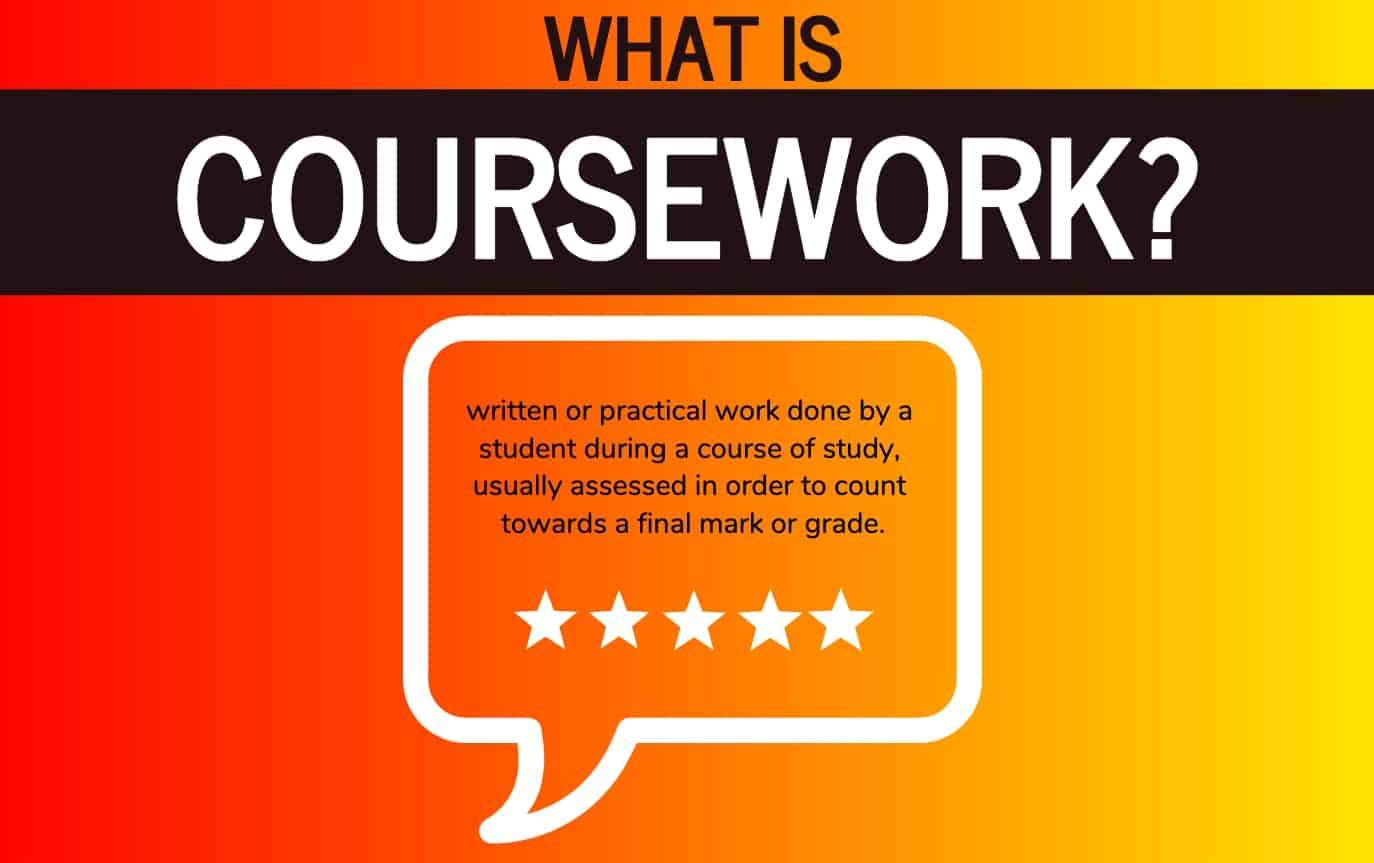 WHAT IS
COURSEWORK?
written or practical work done by a
student during a course of study,
usually assessed in order to count
towards a final mark or grade.